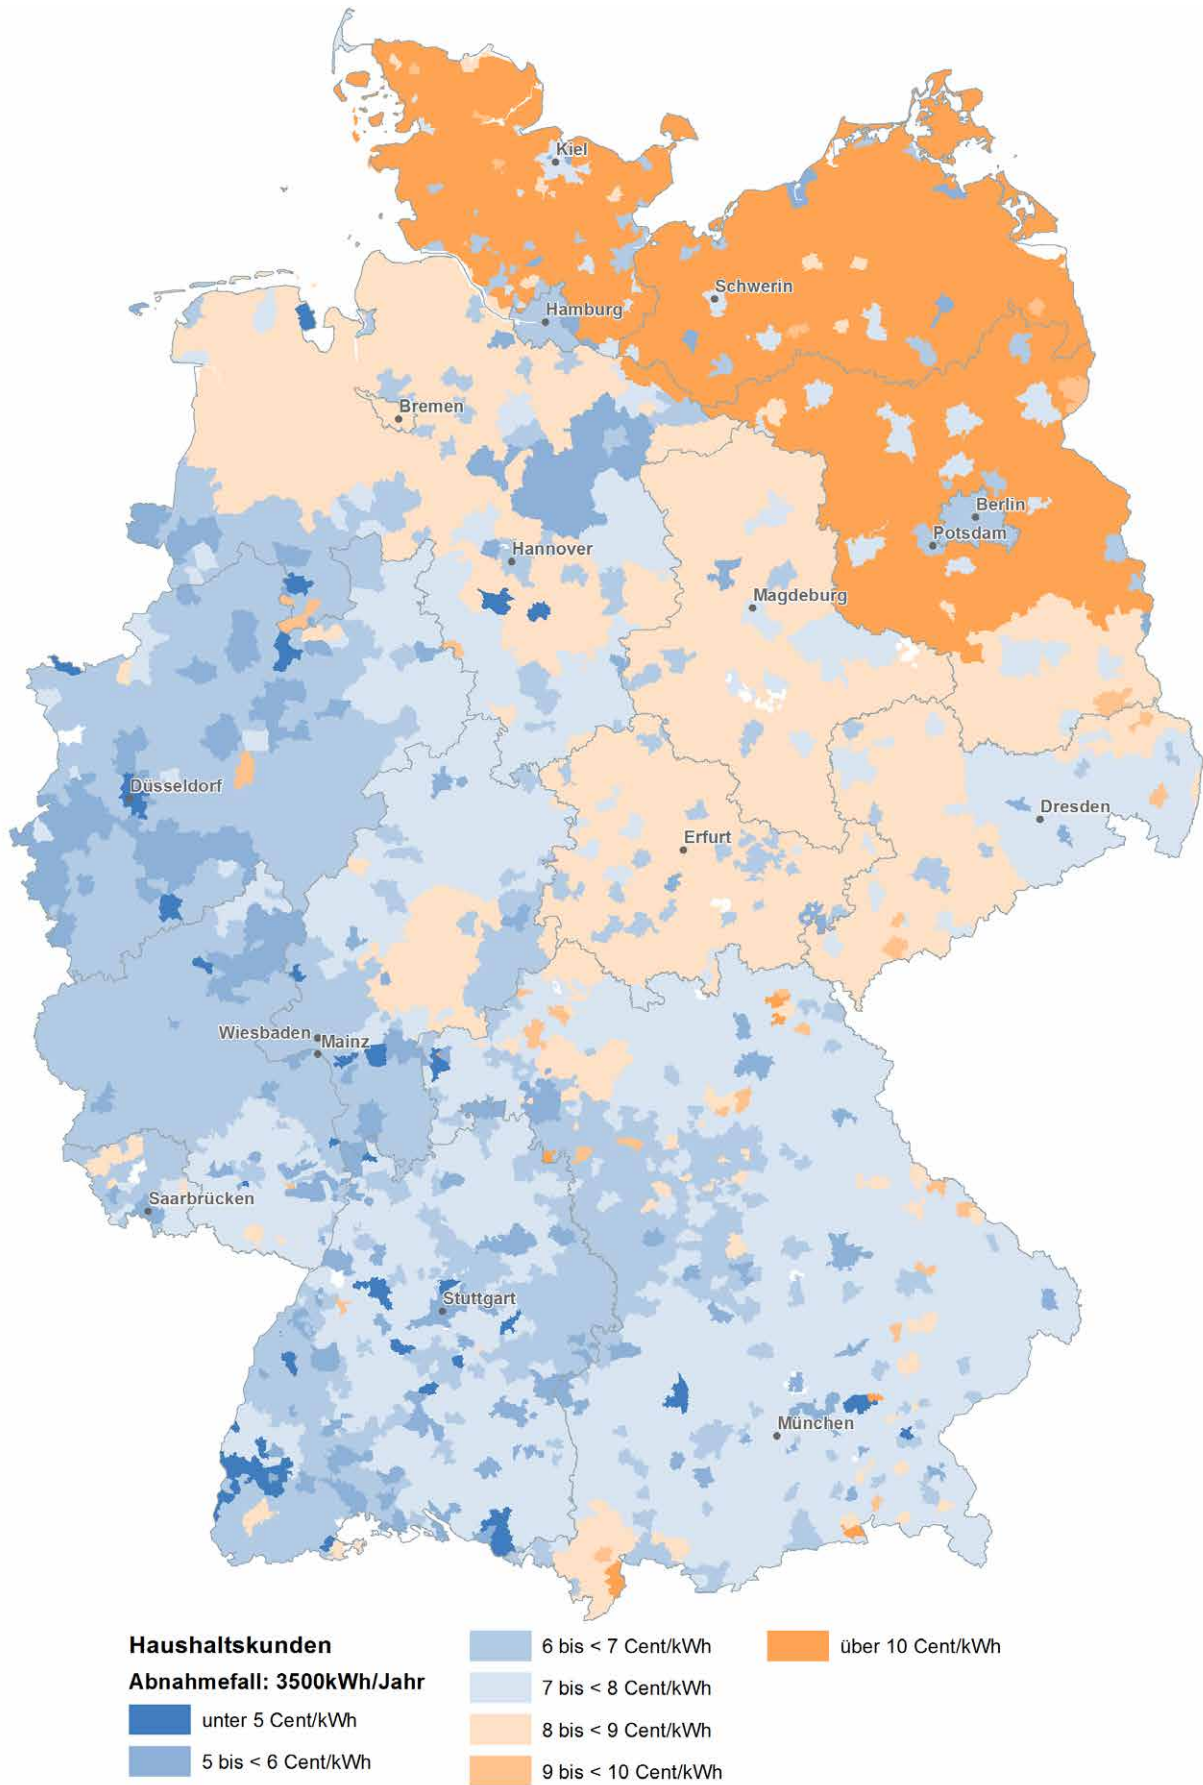 Kiel
Schwerin
Hamburg
Bremen
Berlin
Potsdam
Hannover
Magdeburg
Düsseldorf
Dresden
Erfurt
Wiesbaden
Mainz
Saarbrücken
Stuttgart
München
Haushaltskunden
Abnahmefall: 3500kWh/Jahr
unter 5 Cent/kWh
5 bis < 6 Cent/kWh
6 bis < 7 Cent/kWh
7 bis < 8 Cent/kWh
8 bis < 9 Cent/kWh
9 bis < 10 Cent/kWh
über 10 Cent/kWh